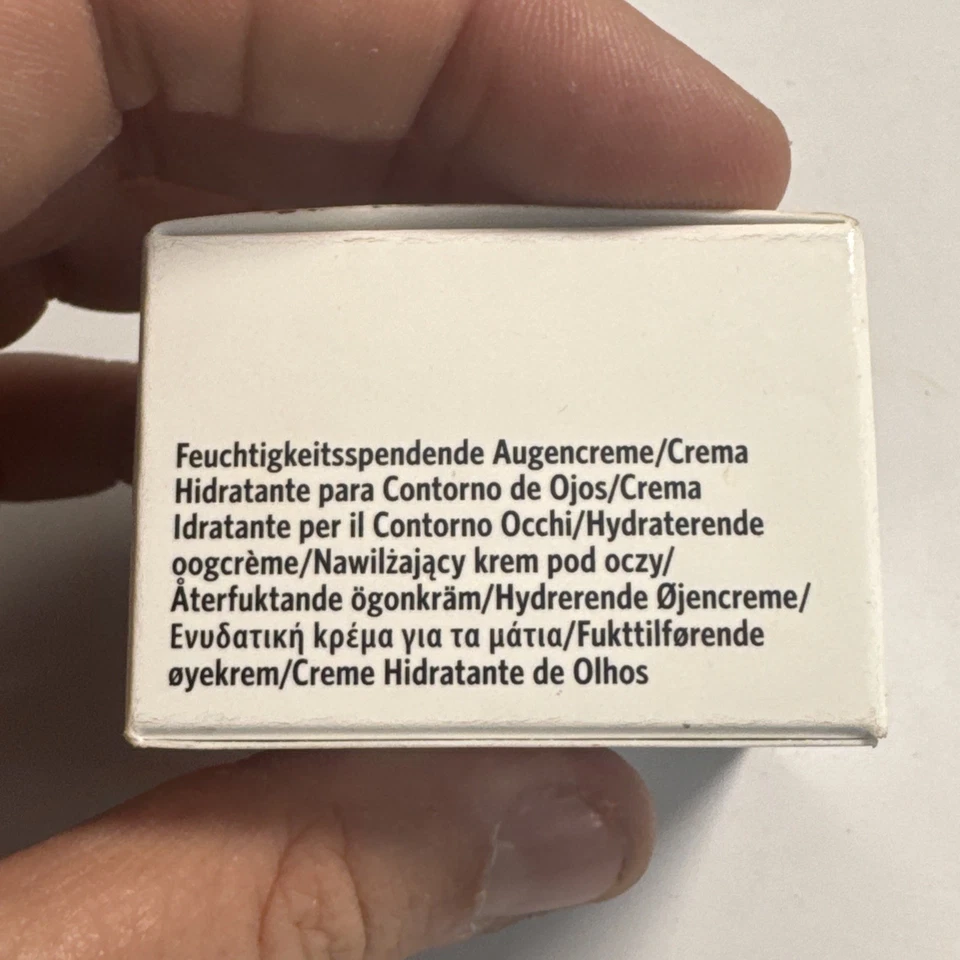 Feuchtigkeitsspendende Augencreme/Crema
Hidratante para Contorno de Ojos/Crema
Idratante per il Contorno Occhi/Hydraterende
oogcrème/Nawilżający krem pod oczy/
Återfuktande ögonkräm/Hydrerende Øjencreme/
Ενυδατική κρέμα για τα μάτια/Fukttilførende
øyekrem/Creme Hidratante de Olhos